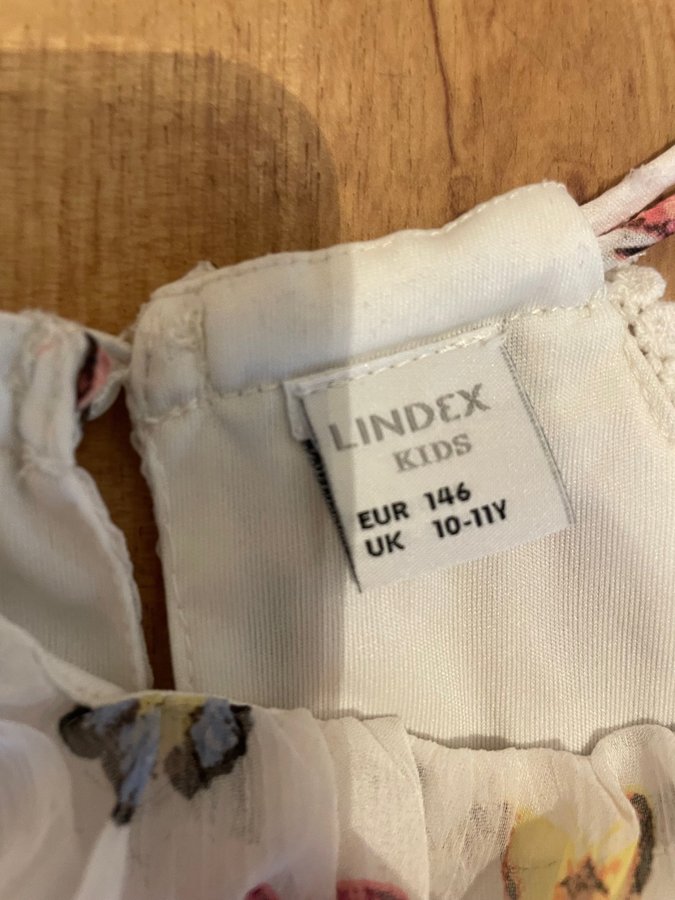 LINDEX
KIDS
EUR 146
UK 10-11Y